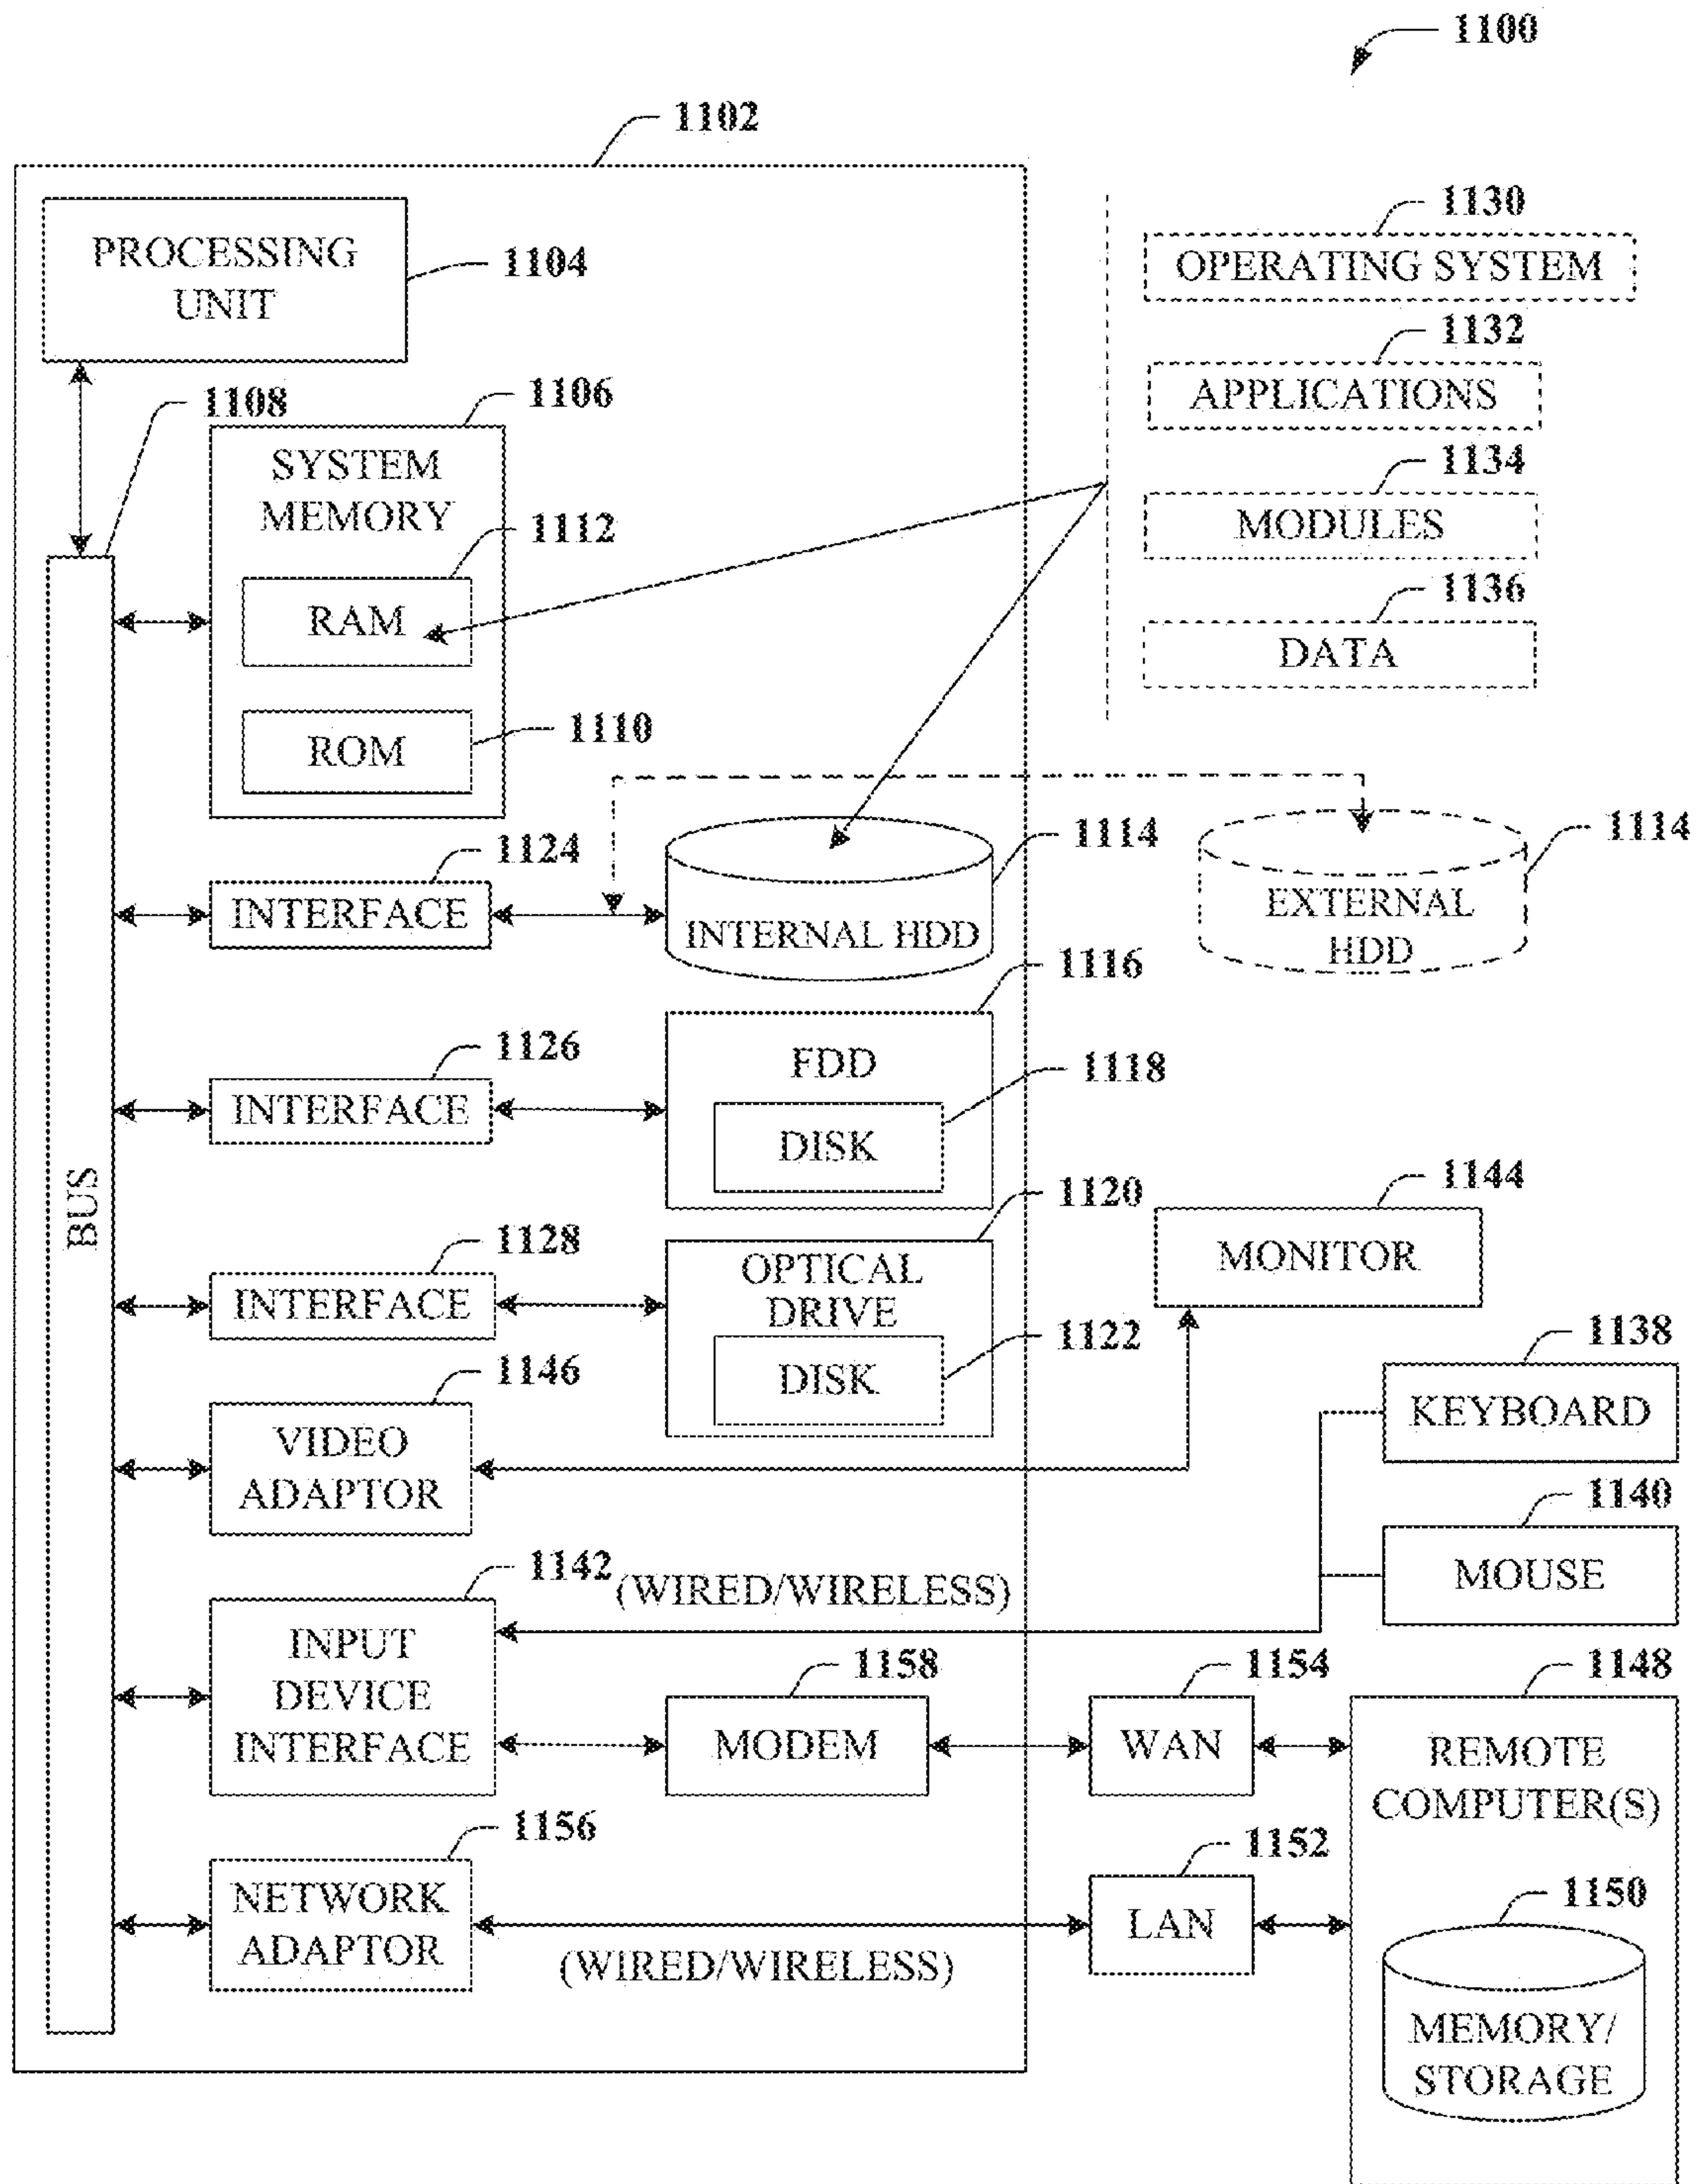 1100
1102
PROCESSING
UNIT
1104
1130
OPERATING SYSTEM
1132
APPLICATIONS
1134
MODULES
1136
DATA
1108
1106
SYSTEM
MEMORY
1112
RAM
1110
ROM
1124
INTERFACE
1114
INTERNAL HDD
1114
EXTERNAL
HDD
1126
INTERFACE
1116
FDD
1118
DISK
BUS
1128
INTERFACE
1120
OPTICAL
DRIVE
1122
DISK
1144
MONITOR
1146
VIDEO
ADAPTOR
1138
KEYBOARD
1140
MOUSE
1142
(WIRED/WIRELESS)
INPUT
DEVICE
INTERFACE
1158
MODEM
1154
WAN
1148
REMOTE
COMPUTER(S)
1156
NETWORK
ADAPTOR
(WIRED/WIRELESS)
1152
LAN
1150
MEMORY/
STORAGE